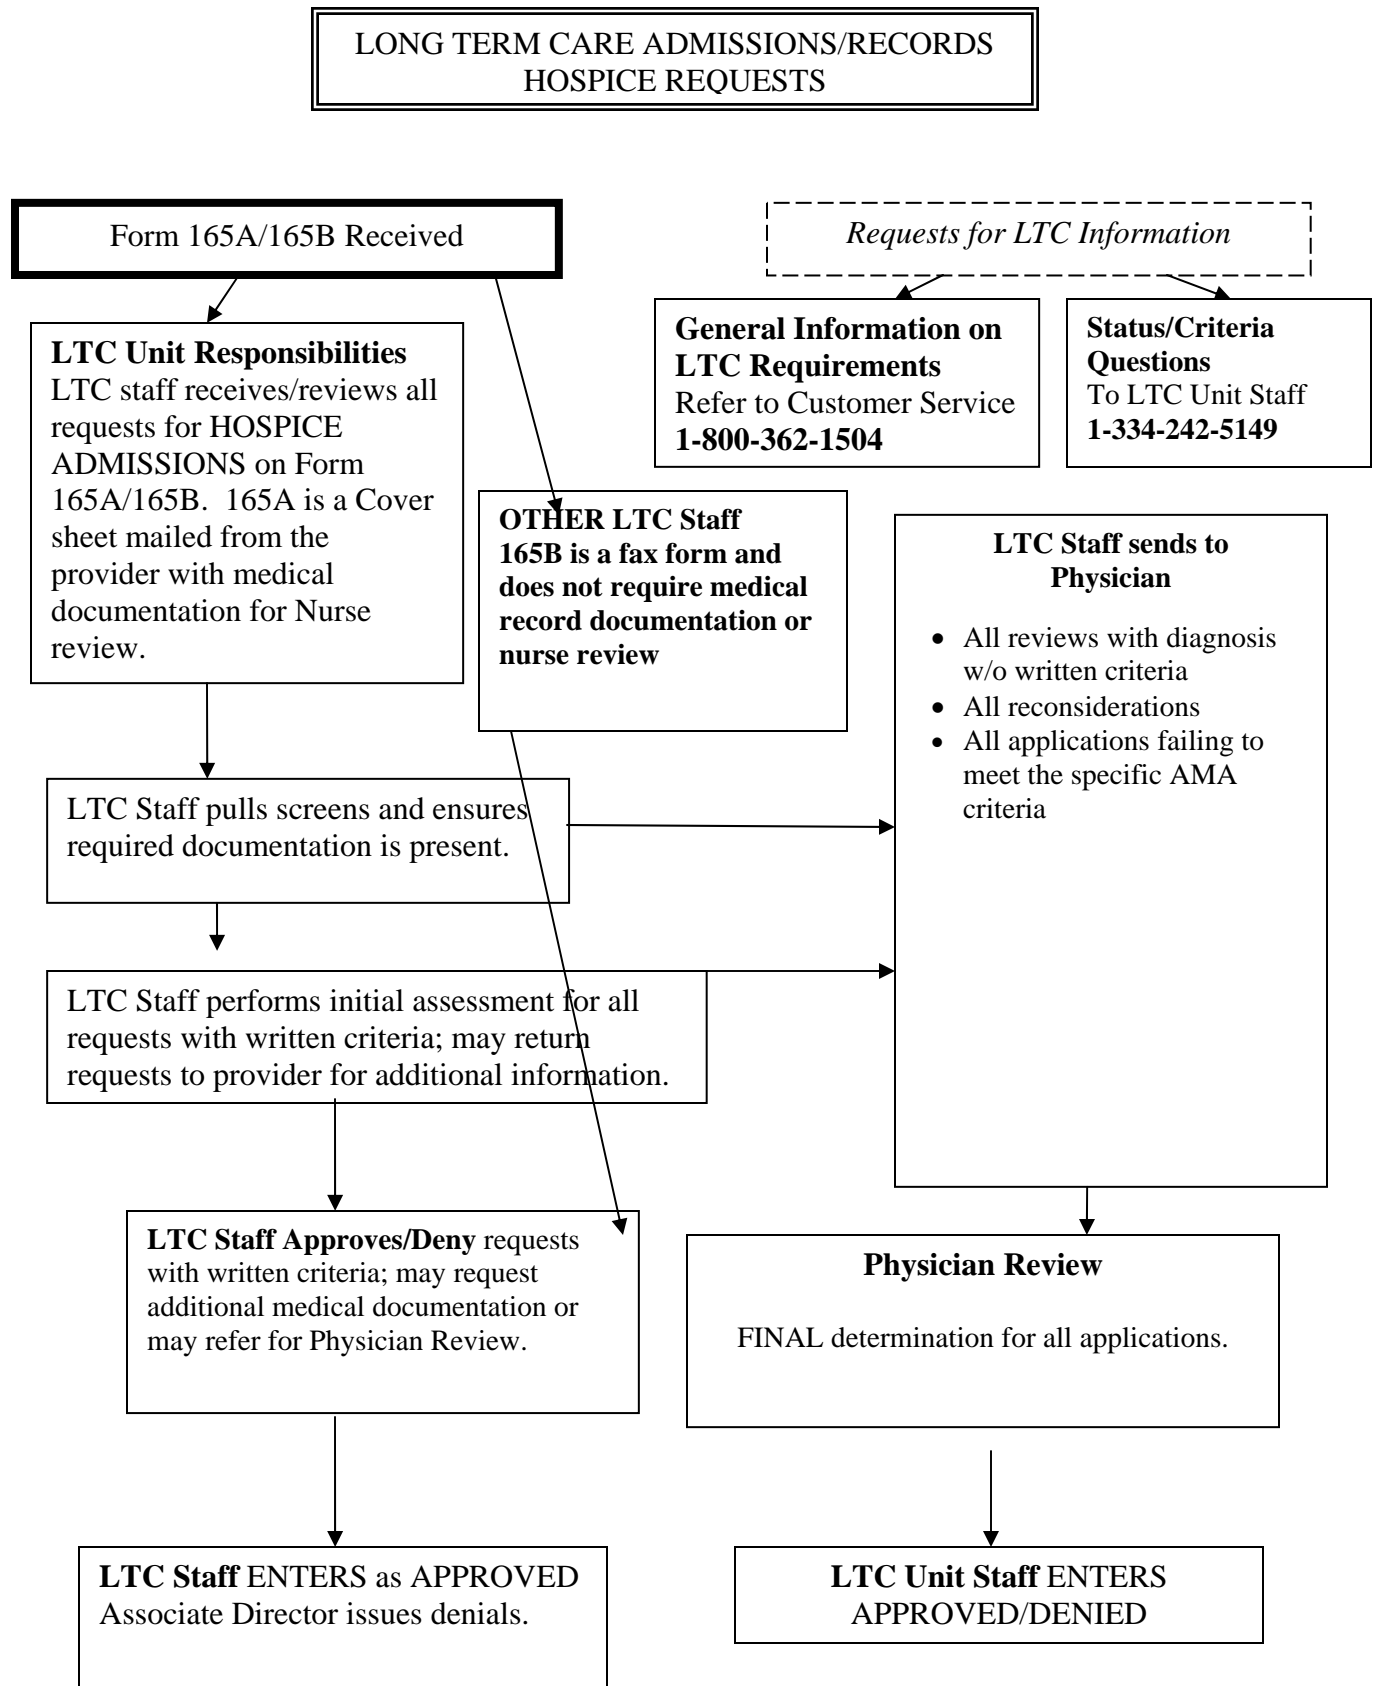 LONG TERM CARE ADMISSIONS/RECORDS
HOSPICE REQUESTS
Form 165A/165B Received
Requests for LTC Information
LTC Unit Responsibilities
LTC staff receives/reviews all
requests for HOSPICE
ADMISSIONS on Form
165A/165B.  165A is a Cover
sheet mailed from the
provider with medical
documentation for Nurse
review.
General Information on
LTC Requirements
Refer to Customer Service
1-800-362-1504
Status/Criteria
Questions
To LTC Unit Staff
1-334-242-5149
OTHER LTC Staff
165B is a fax form and
does not require medical
record documentation or
nurse review
LTC Staff sends to
Physician
• All reviews with diagnosis
w/o written criteria
• All reconsiderations
• All applications failing to
meet the specific AMA
criteria
LTC Staff pulls screens and ensures
required documentation is present.
LTC Staff performs initial assessment for all
requests with written criteria; may return
requests to provider for additional information.
LTC Staff Approves/Deny requests
with written criteria; may request
additional medical documentation or
may refer for Physician Review.
Physician Review
FINAL determination for all applications.
LTC Staff ENTERS as APPROVED
Associate Director issues denials.
LTC Unit Staff ENTERS
APPROVED/DENIED